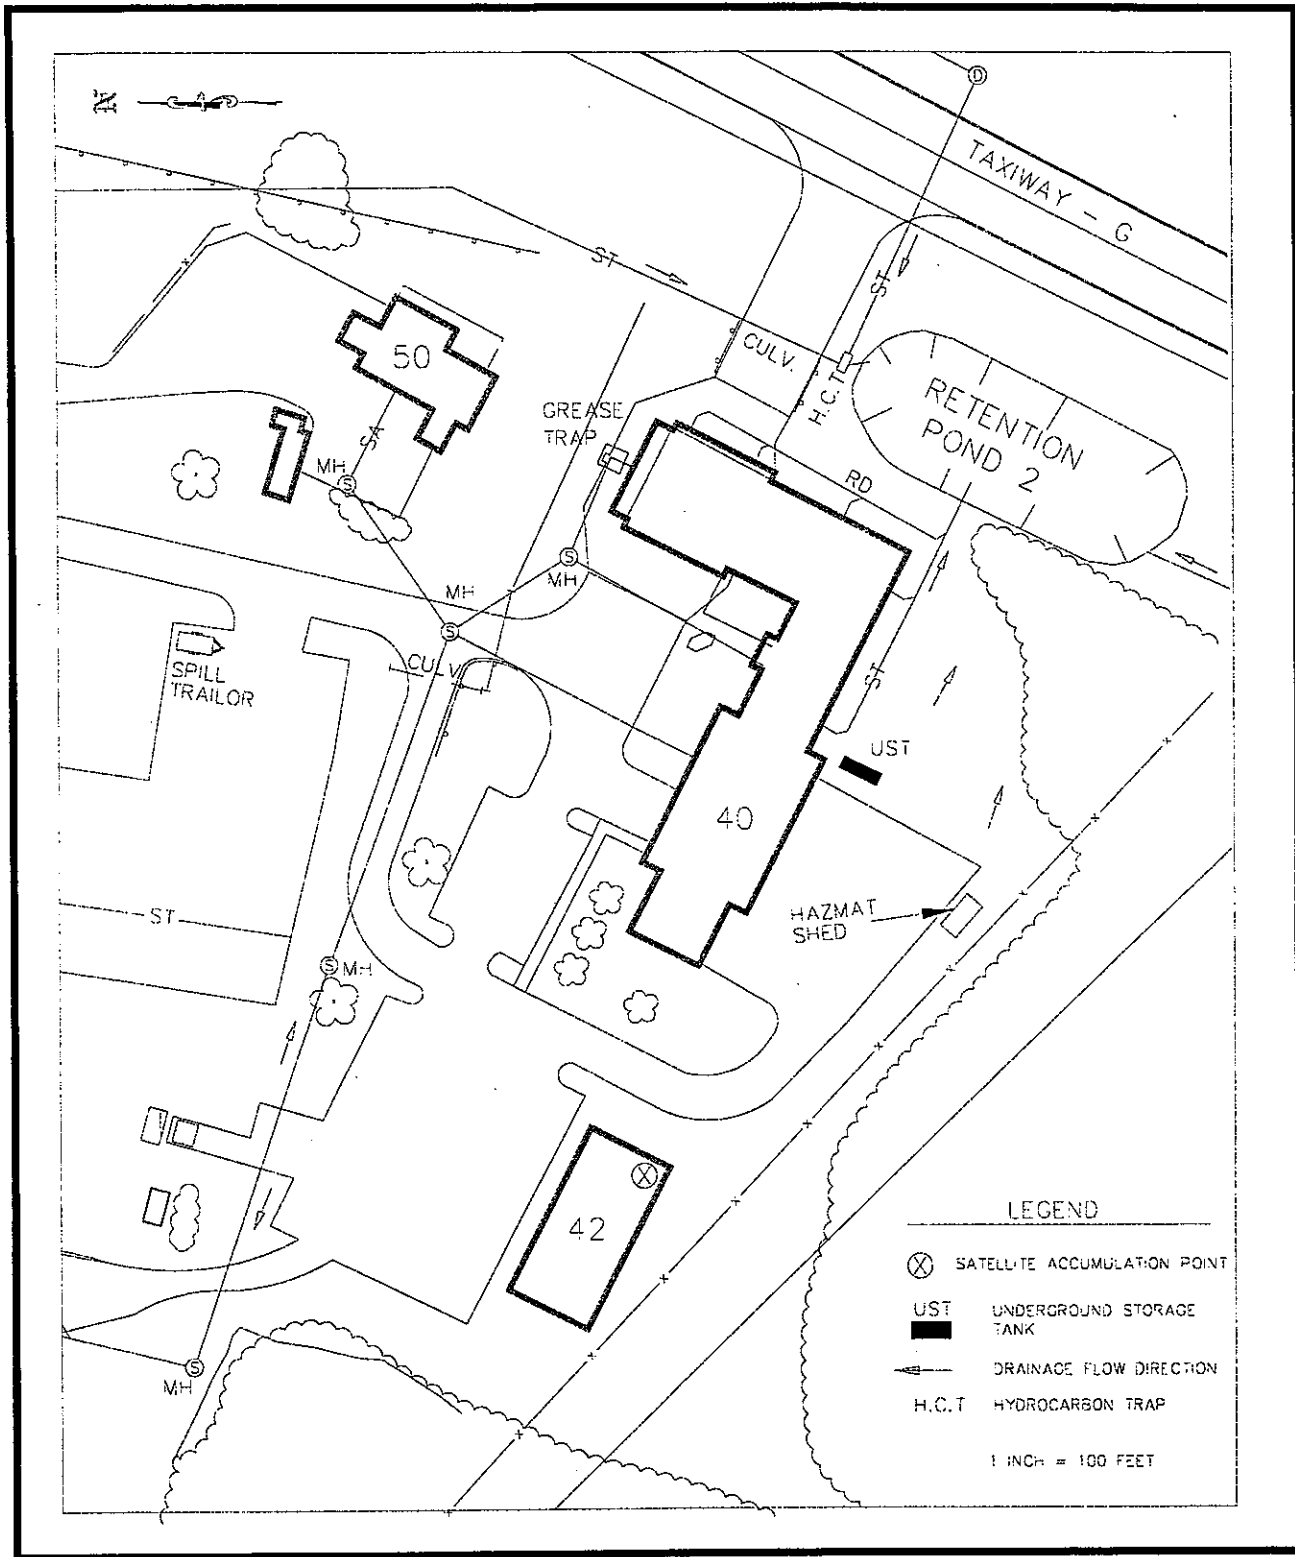 N
D
TAXIWAY - G
ST
ST
CULV.
H.C.T
RETENTION
POND 2
50
GREASE
TRAP
SA
MH
S
RD
S
MH
MH
S
SPILL
TRAILOR
CULV
ST
UST
40
HAZMAT
SHED
ST
S MH
42
X
S
MH
LEGEND
X SATELLITE ACCUMULATION POINT
UST UNDERGROUND STORAGE
TANK
DRAINAGE FLOW DIRECTION
H.C.T HYDROCARBON TRAP
1 INCH = 100 FEET